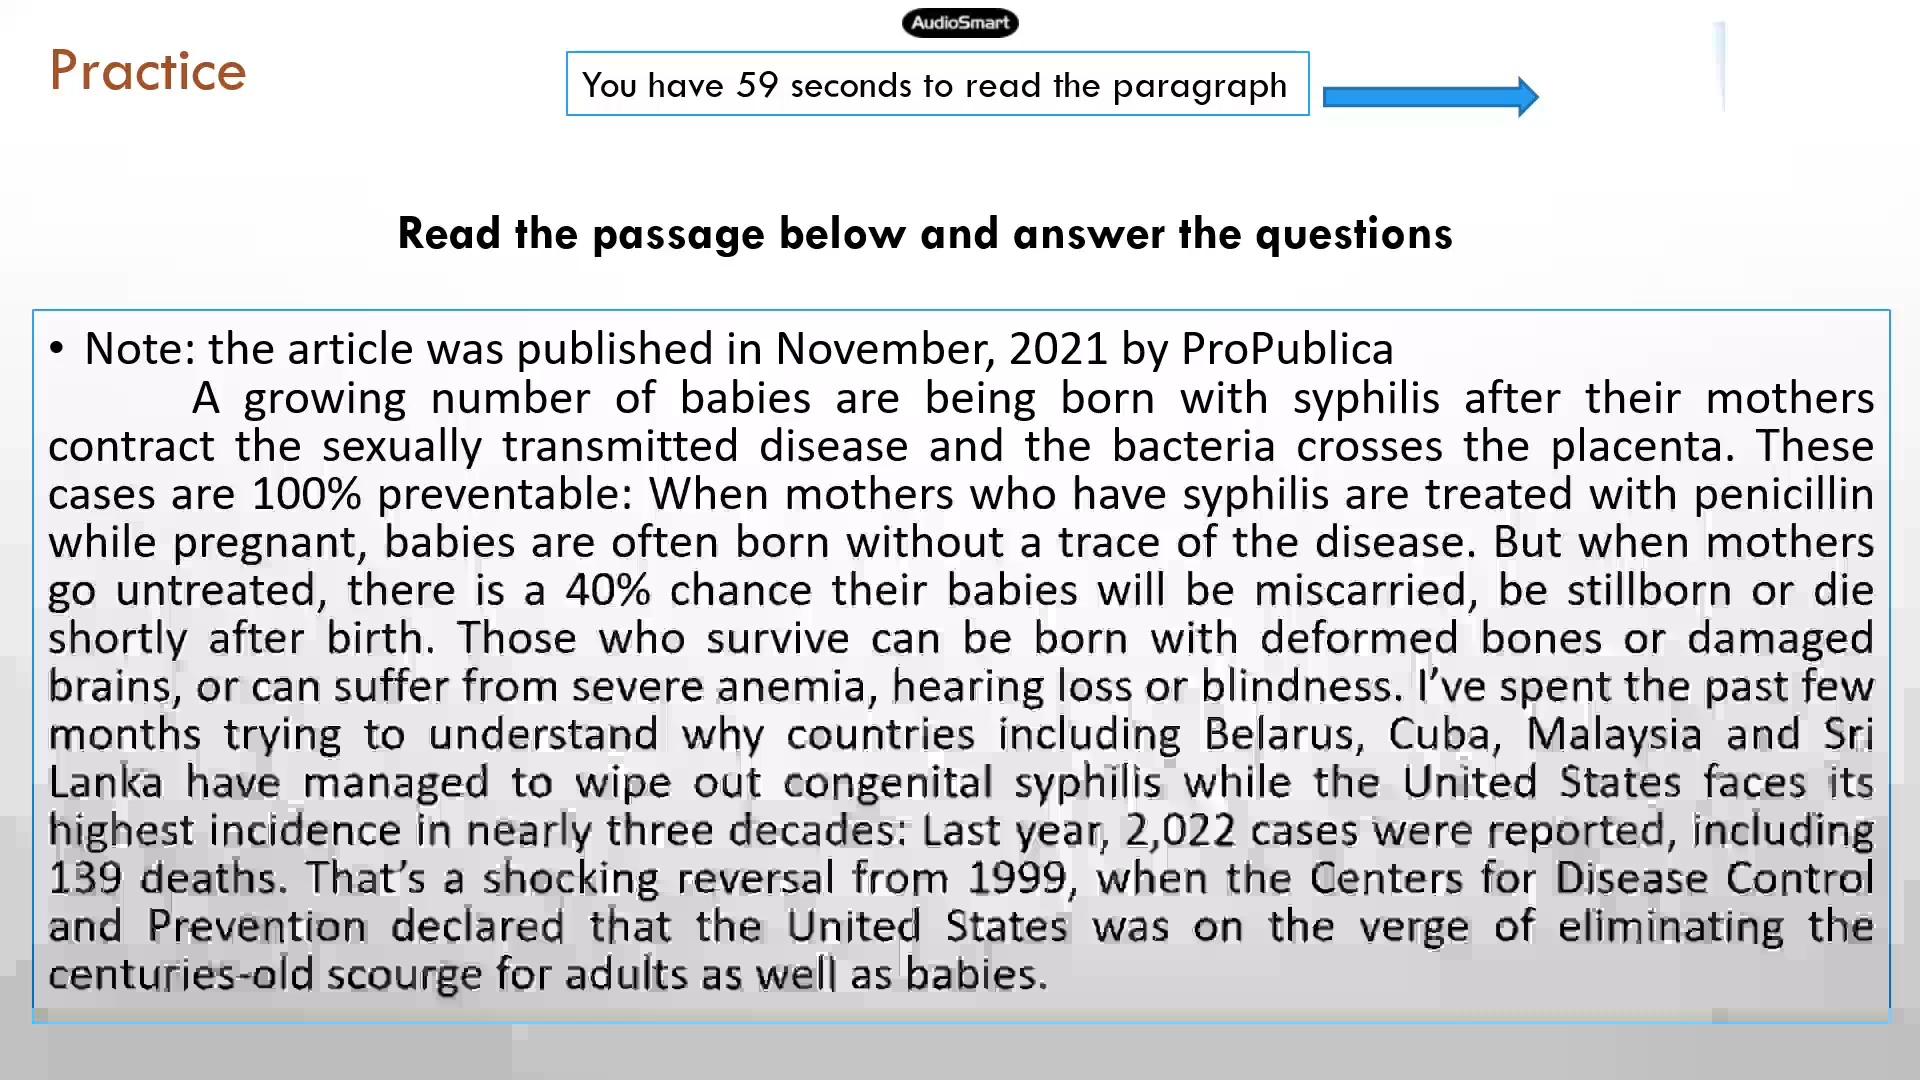 AudioSmart
Practice
You have 59 seconds to read the paragraph
Read the passage below and answer the questions
• Note: the article was published in November, 2021 by ProPublica
A growing number of babies are being born with syphilis after their mothers
contract the sexually transmitted disease and the bacteria crosses the placenta. These
cases are 100% preventable: When mothers who have syphilis are treated with penicillin
while pregnant, babies are often born without a trace of the disease. But when mothers
go untreated, there is a 40% chance their babies will be miscarried, be stillborn or die
shortly after birth. Those who survive can be born with deformed bones or damaged
brains, or can suffer from severe anemia, hearing loss or blindness. I’ve spent the past few
months trying to understand why countries including Belarus, Cuba, Malaysia and Sri
Lanka have managed to wipe out congenital syphilis while the United States faces its
highest incidence in nearly three decades: Last year, 2,022 cases were reported, including
139 deaths. That’s a shocking reversal from 1999, when the Centers for Disease Control
and Prevention declared that the United States was on the verge of eliminating the
centuries-old scourge for adults as well as babies.